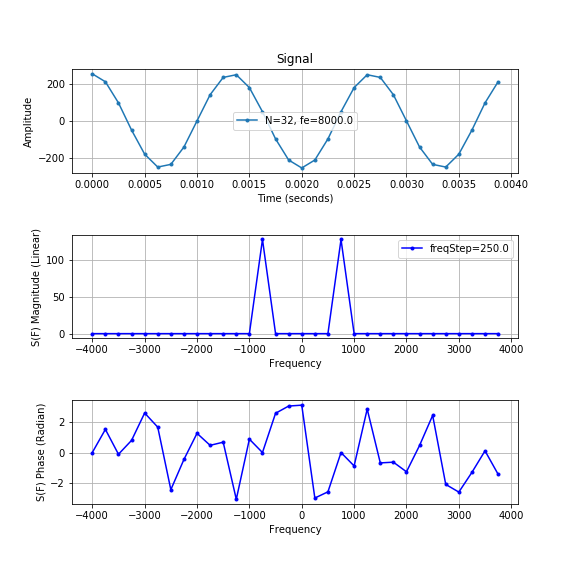 Signal
200
0
−200
Amplitude
N=32, fe=8000.0
0.0000 0.0005 0.0010 0.0015 0.0020 0.0025 0.0030 0.0035 0.0040
Time (seconds)
100
50
0
S(F) Magnitude (Linear)
freqStep=250.0
−4000 −3000 −2000 −1000 0 1000 2000 3000 4000
Frequency
2
0
−2
S(F) Phase (Radian)
−4000 −3000 −2000 −1000 0 1000 2000 3000 4000
Frequency